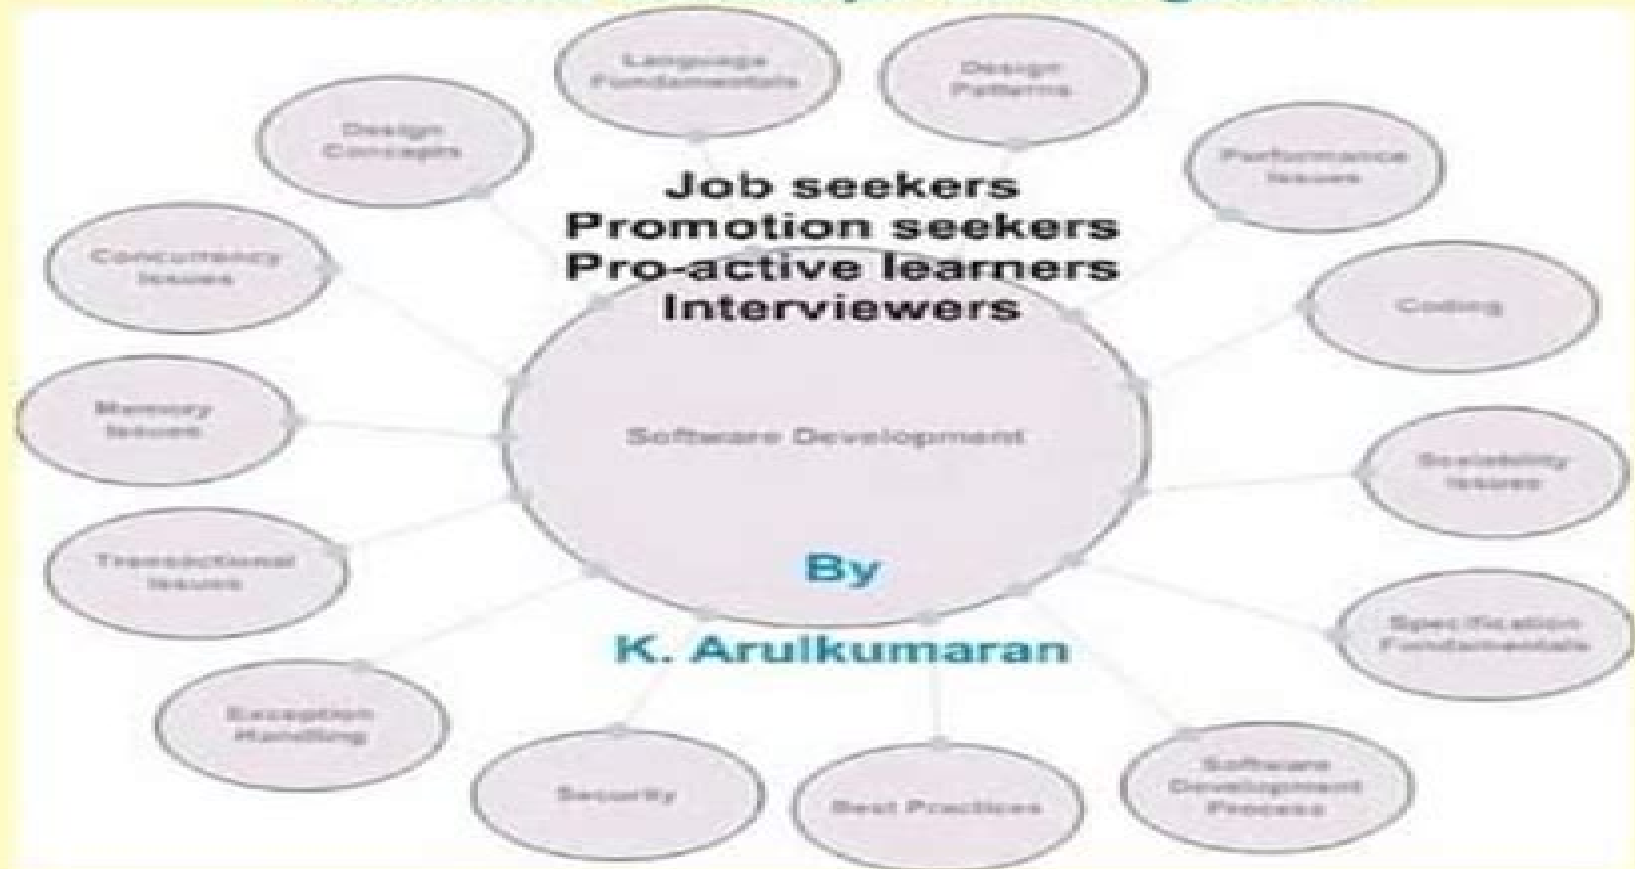 Language
Fundamentals
Design
Patterns
Design
Concepts
Performance
Issues
Job seekers
Promotion seekers
Pro-active learners
Interviewers
Concurrency
Issues
Coding
Memory
Issues
Software Development
Scalability
Issues
Transactional
Issues
By
K. Arulkumaran
Specification
Fundamentals
Exception
Handling
Security
Best Practices
Software
Development
Process